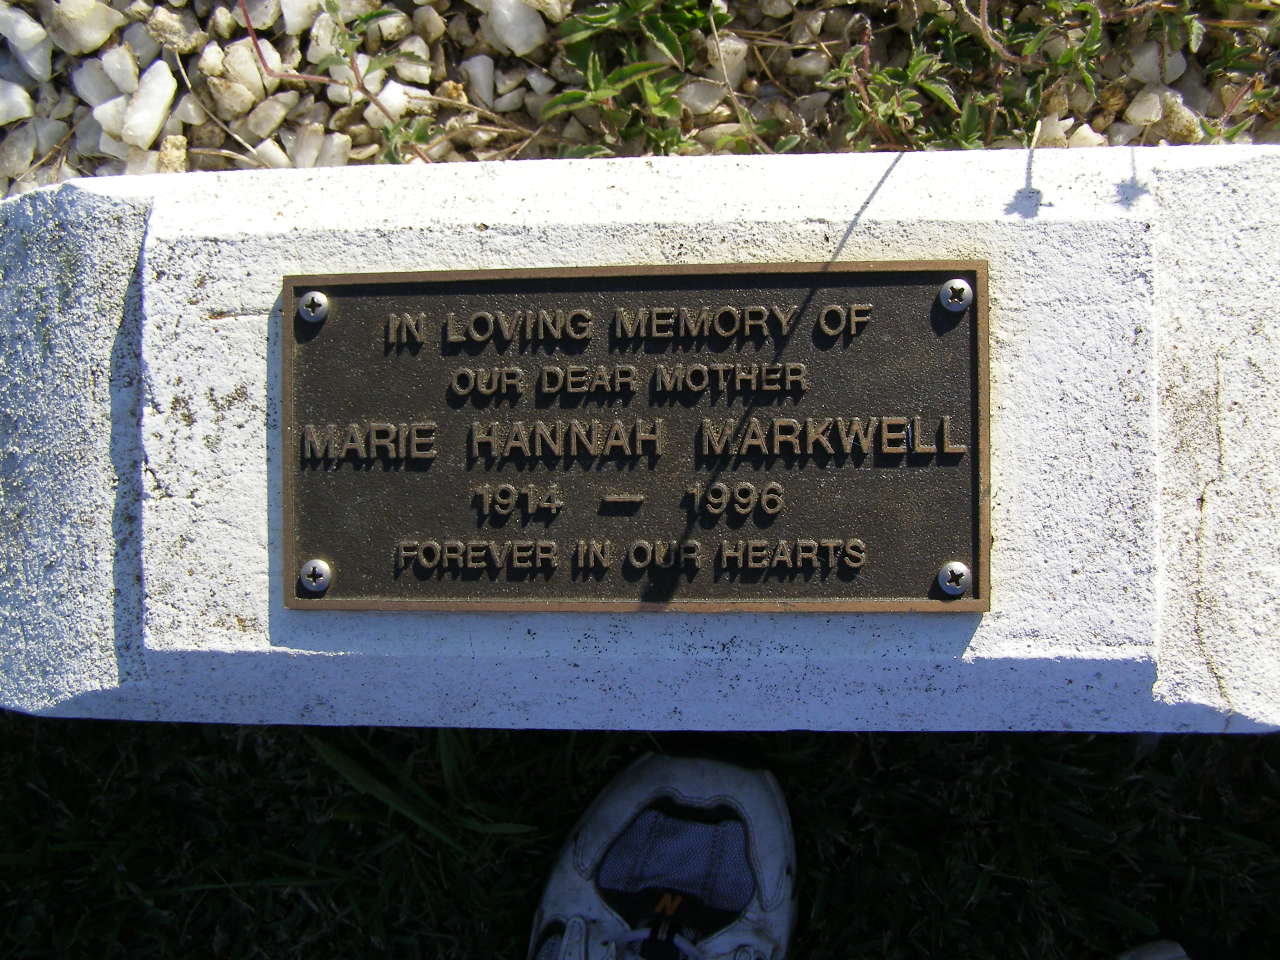 IN LOVING MEMORY OF
OUR DEAR MOTHER
MARIE HANNAH MARKWELL
1914 — 1996
FOREVER IN OUR HEARTS
N